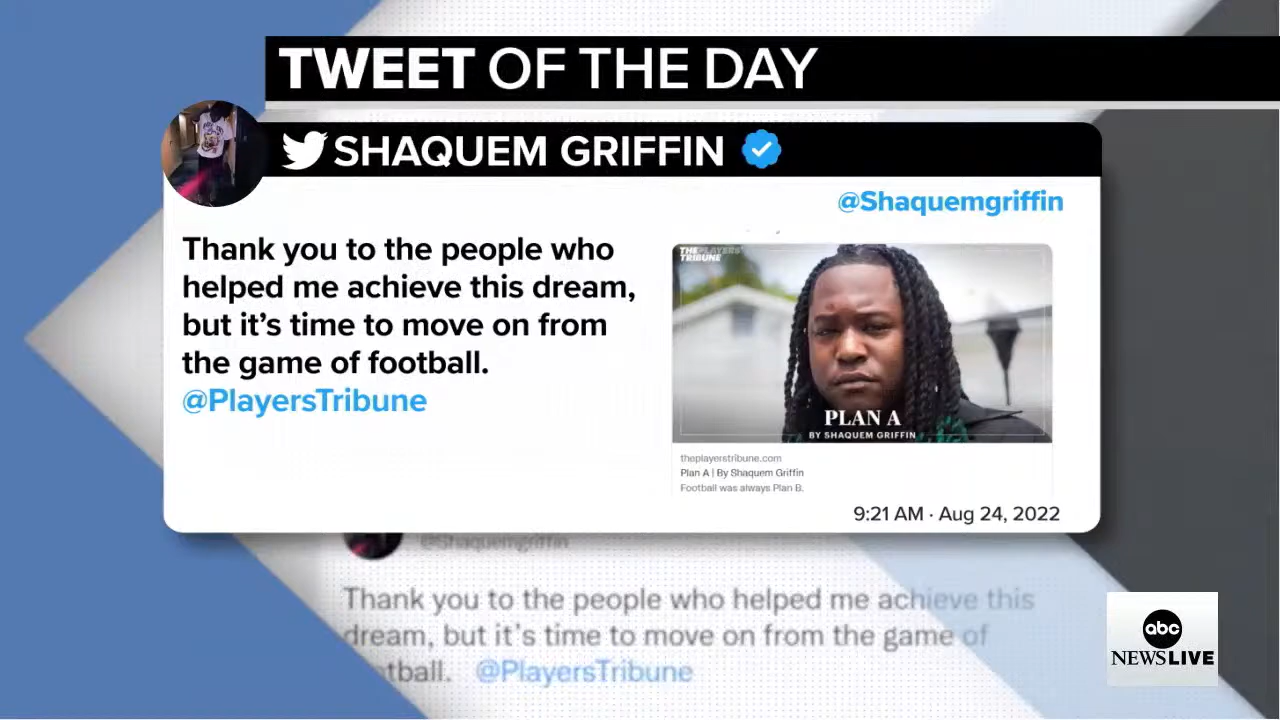 TWEET OF THE DAY
SHAQUEM GRIFFIN
@Shaquemgriffin
Thank you to the people who
helped me achieve this dream,
but it's time to move on from
the game of football.
@PlayersTribune
THE PLAYERS'
TRIBUNE
PLAN A
BY SHAQUEM GRIFFIN
theplayerstribune.com
Plan A | By Shaquem Griffin
Football was always Plan B.
9:21 AM · Aug 24, 2022
@Shaquemgriffin
Thank you to the people who helped me achieve this
dream, but it's time to move on from the game of
tball. @PlayersTribune
abc
NEWSLIVE